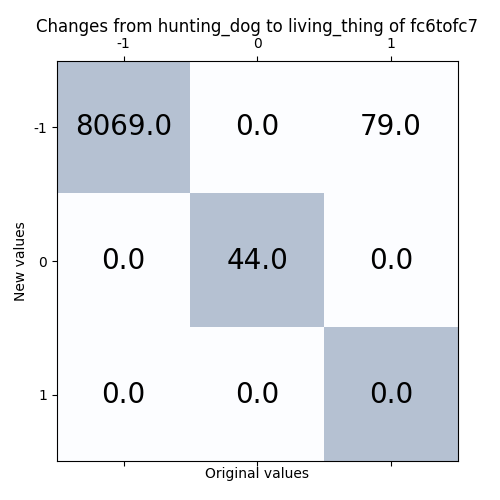 Changes from hunting_dog to living_thing of fc6tofc7
-1 0 1
-1 8069.0 0.0 79.0
0 0.0 44.0 0.0
1 0.0 0.0 0.0
New values
Original values